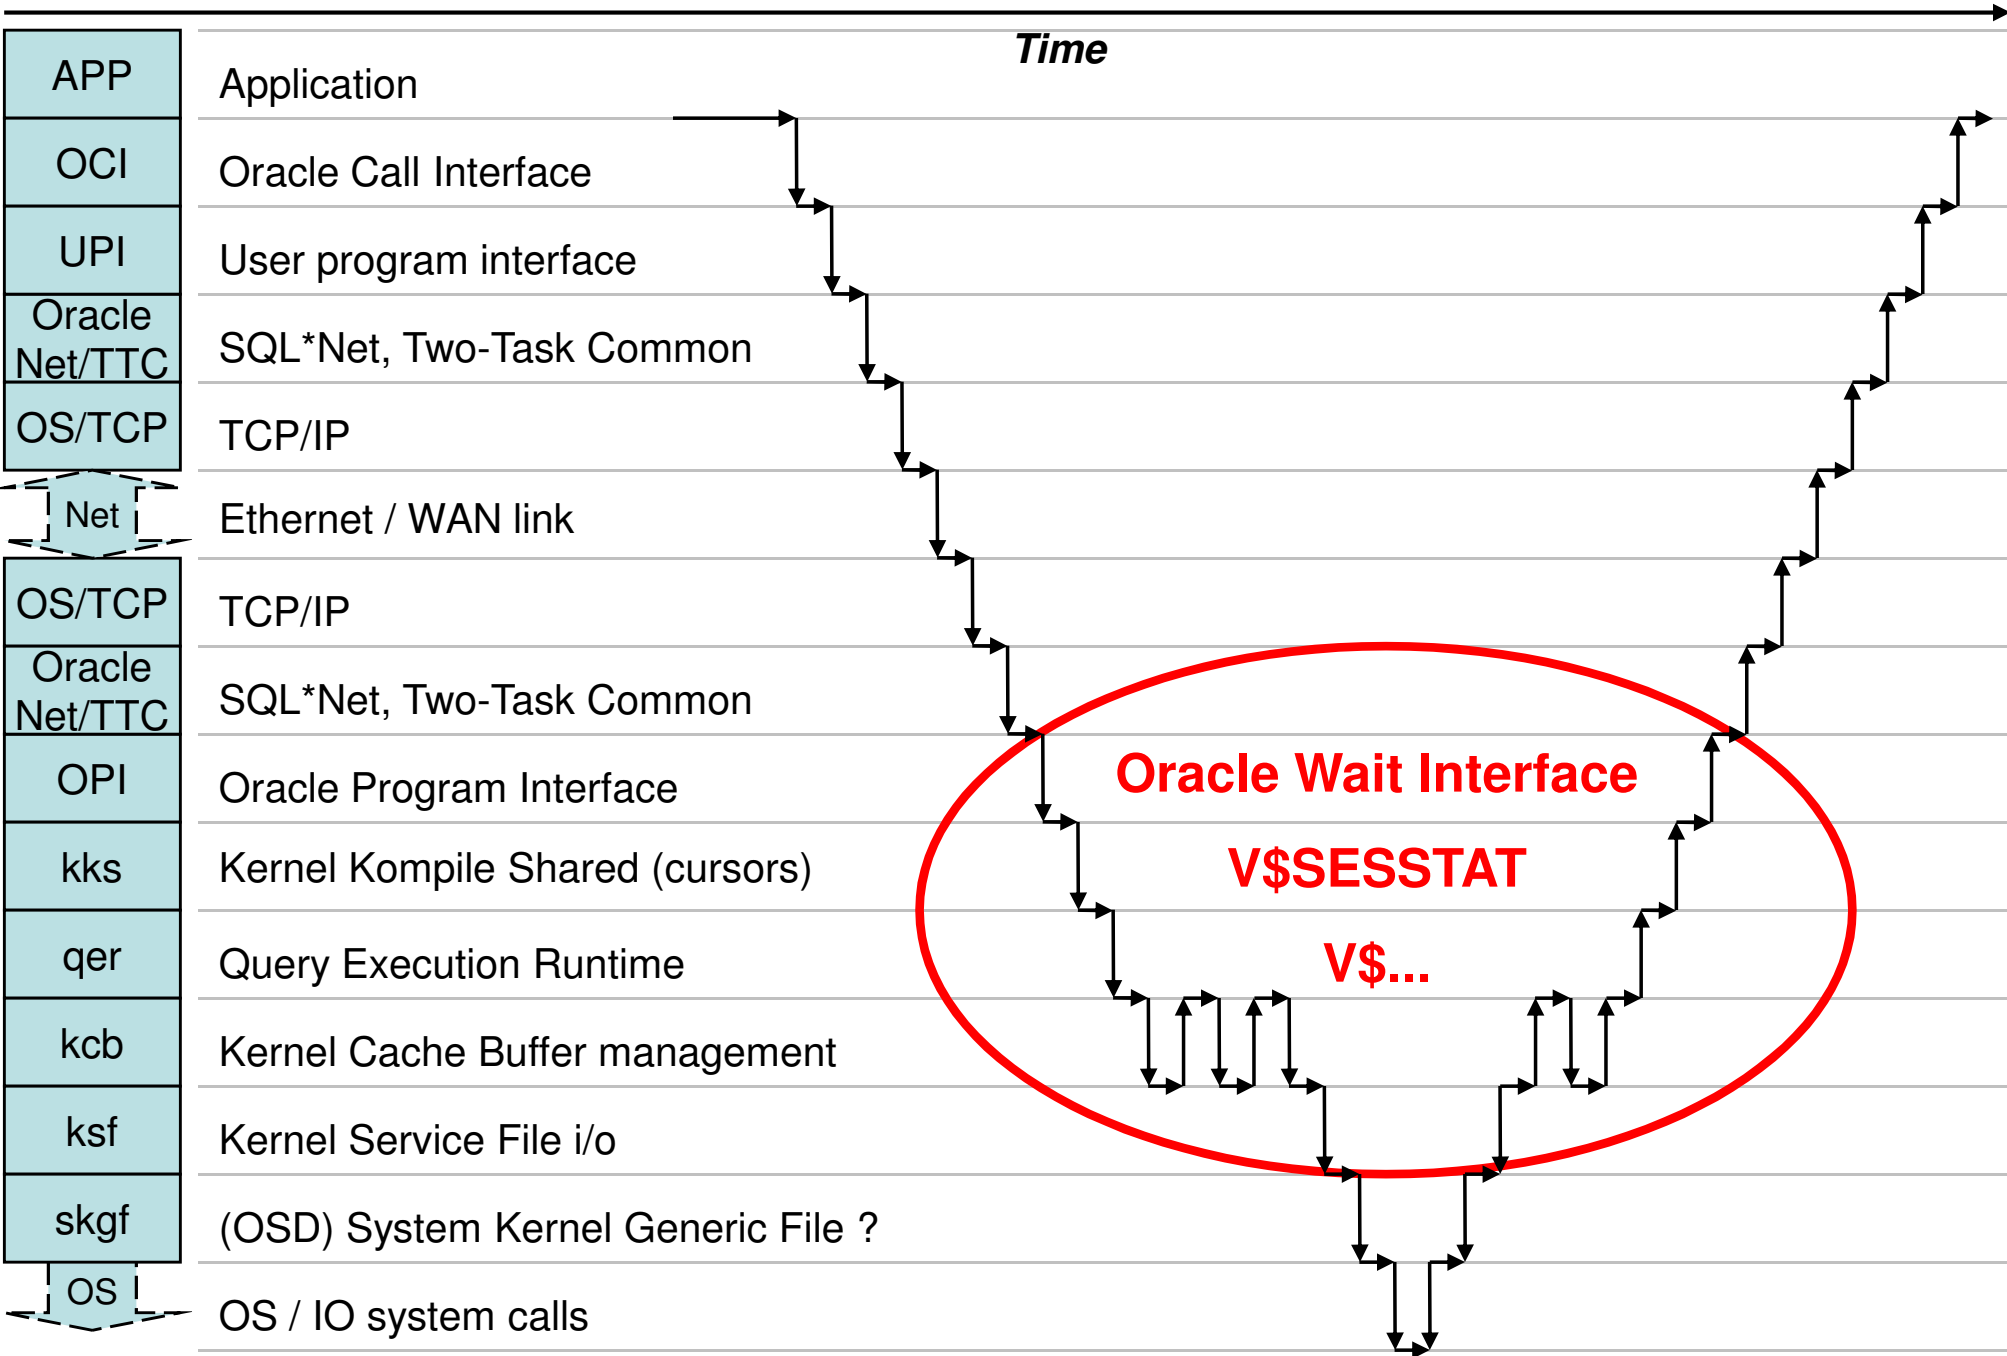 Time
APP
Application
OCI
Oracle Call Interface
UPI
User program interface
Oracle
Net/TTC
SQL*Net, Two-Task Common
OS/TCP
TCP/IP
Net
Ethernet / WAN link
OS/TCP
TCP/IP
Oracle
Net/TTC
SQL*Net, Two-Task Common
OPI
Oracle Program Interface
Oracle Wait Interface
kks
Kernel Kompile Shared (cursors)
V$SESSTAT
qer
Query Execution Runtime
V$...
kcb
Kernel Cache Buffer management
ksf
Kernel Service File i/o
skgf
(OSD) System Kernel Generic File ?
OS
OS / IO system calls